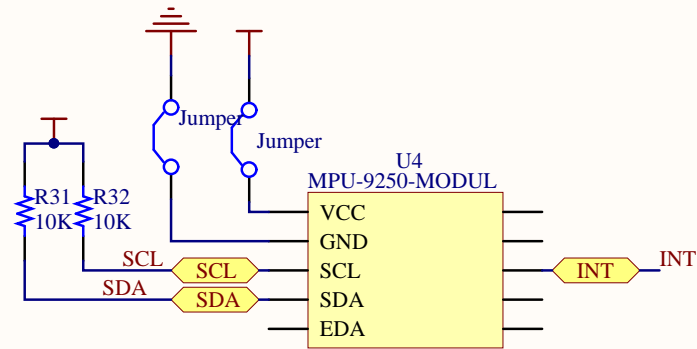 Jumper
Jumper
U4
MPU-9250-MODUL
R31
R32
10K
10K
VCC
GND
SCL
SCL
SCL
INT
INT
SDA
SDA
SDA
EDA